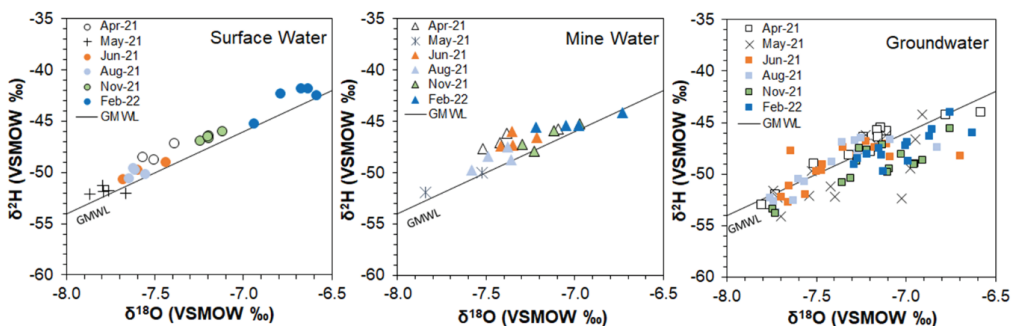 -35
-40
-45
-50
-55
-60
δ²H (VSMOW ‰)
Apr-21
May-21
Jun-21
Aug-21
Nov-21
Feb-22
GMWL
Surface Water
GMWL
-8.0
-7.5
-7.0
-6.5
δ¹⁸O (VSMOW ‰)
-35
-40
-45
-50
-55
-60
δ²H (VSMOW ‰)
Apr-21
May-21
Jun-21
Aug-21
Nov-21
Feb-22
GMWL
Mine Water
GMWL
-8.0
-7.5
-7.0
-6.5
δ¹⁸O (VSMOW ‰)
-35
-40
-45
-50
-55
-60
δ²H (VSMOW ‰)
Apr-21
May-21
Jun-21
Aug-21
Nov-21
Feb-22
GMWL
Groundwater
GMWL
-8.0
-7.5
-7.0
-6.5
δ¹⁸O (VSMOW ‰)